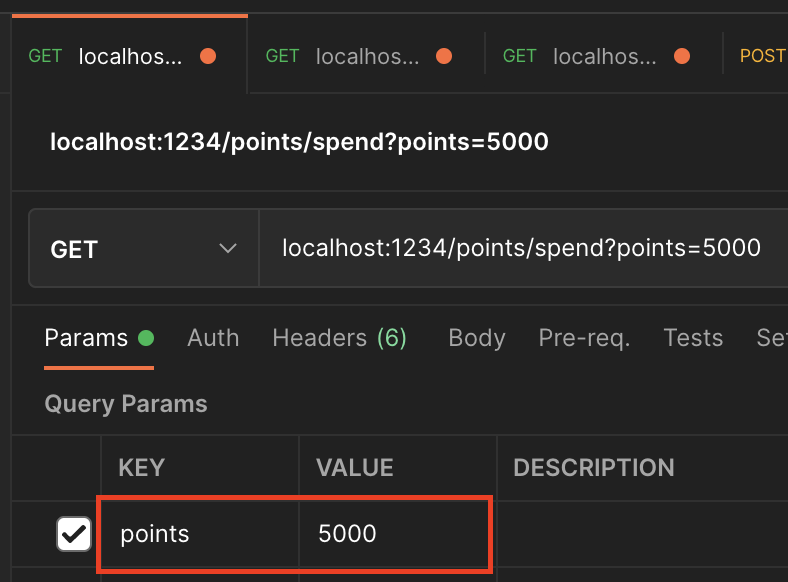 GET localhos... GET localhos... GET localhos... POST
localhost:1234/points/spend?points=5000
GET localhost:1234/points/spend?points=5000
Params Auth Headers (6) Body Pre-req. Tests Se
Query Params
KEY VALUE DESCRIPTION
points 5000